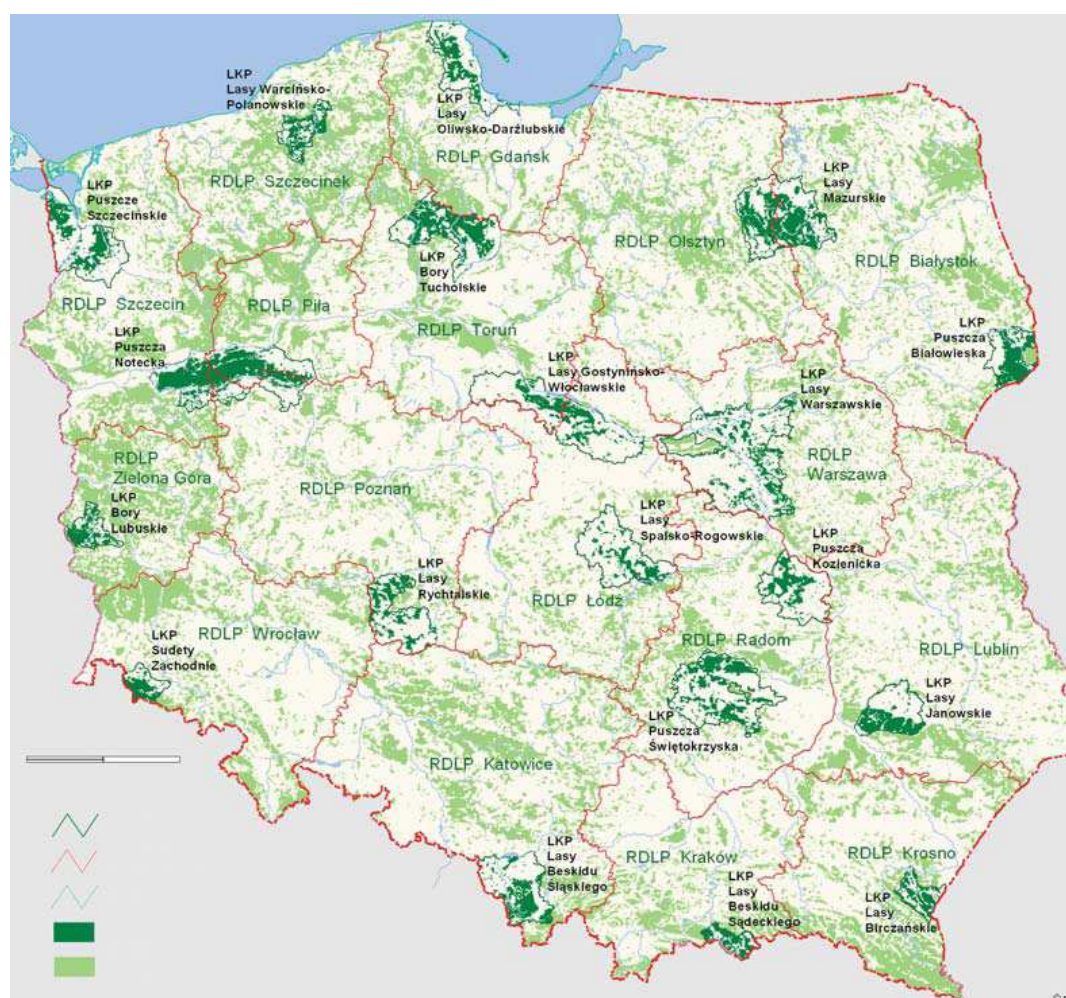 LKP
Lasy Warcińsko-
Polanowskie
LKP
Lasy
Oliwsko-Darżlubskie
RDLP Gdańsk
RDLP Szczecinek
LKP
Puszcze
Szczecińskie
LKP
Lasy
Mazurskie
RDLP Olsztyn
RDLP Białystok
LKP
Bory
Tucholskie
RDLP Szczecin
RDLP Piła
RDLP Toruń
LKP
Puszcza
Notecka
LKP
Puszcza
Białowieska
LKP
Lasy Gostynińsko-
Włocławskie
LKP
Lasy
Warszawskie
RDLP
Zielona Góra
RDLP Poznań
RDLP
Warszawa
LKP
Bory
Lubuskie
LKP
Lasy
Spalsko-Rogowskie
LKP
Puszcza
Kozienicka
LKP
Lasy
Rychtalskie
RDLP Łódź
RDLP Wrocław
RDLP Radom
RDLP Lublin
LKP
Sudety
Zachodnie
LKP
Lasy
Janowskie
LKP
Puszcza
Świętokrzyska
RDLP Katowice
LKP
Lasy
Beskidu
Śląskiego
RDLP Kraków
RDLP Krosno
LKP
Lasy
Beskidu
Sądeckiego
LKP
Lasy
Birczańskie